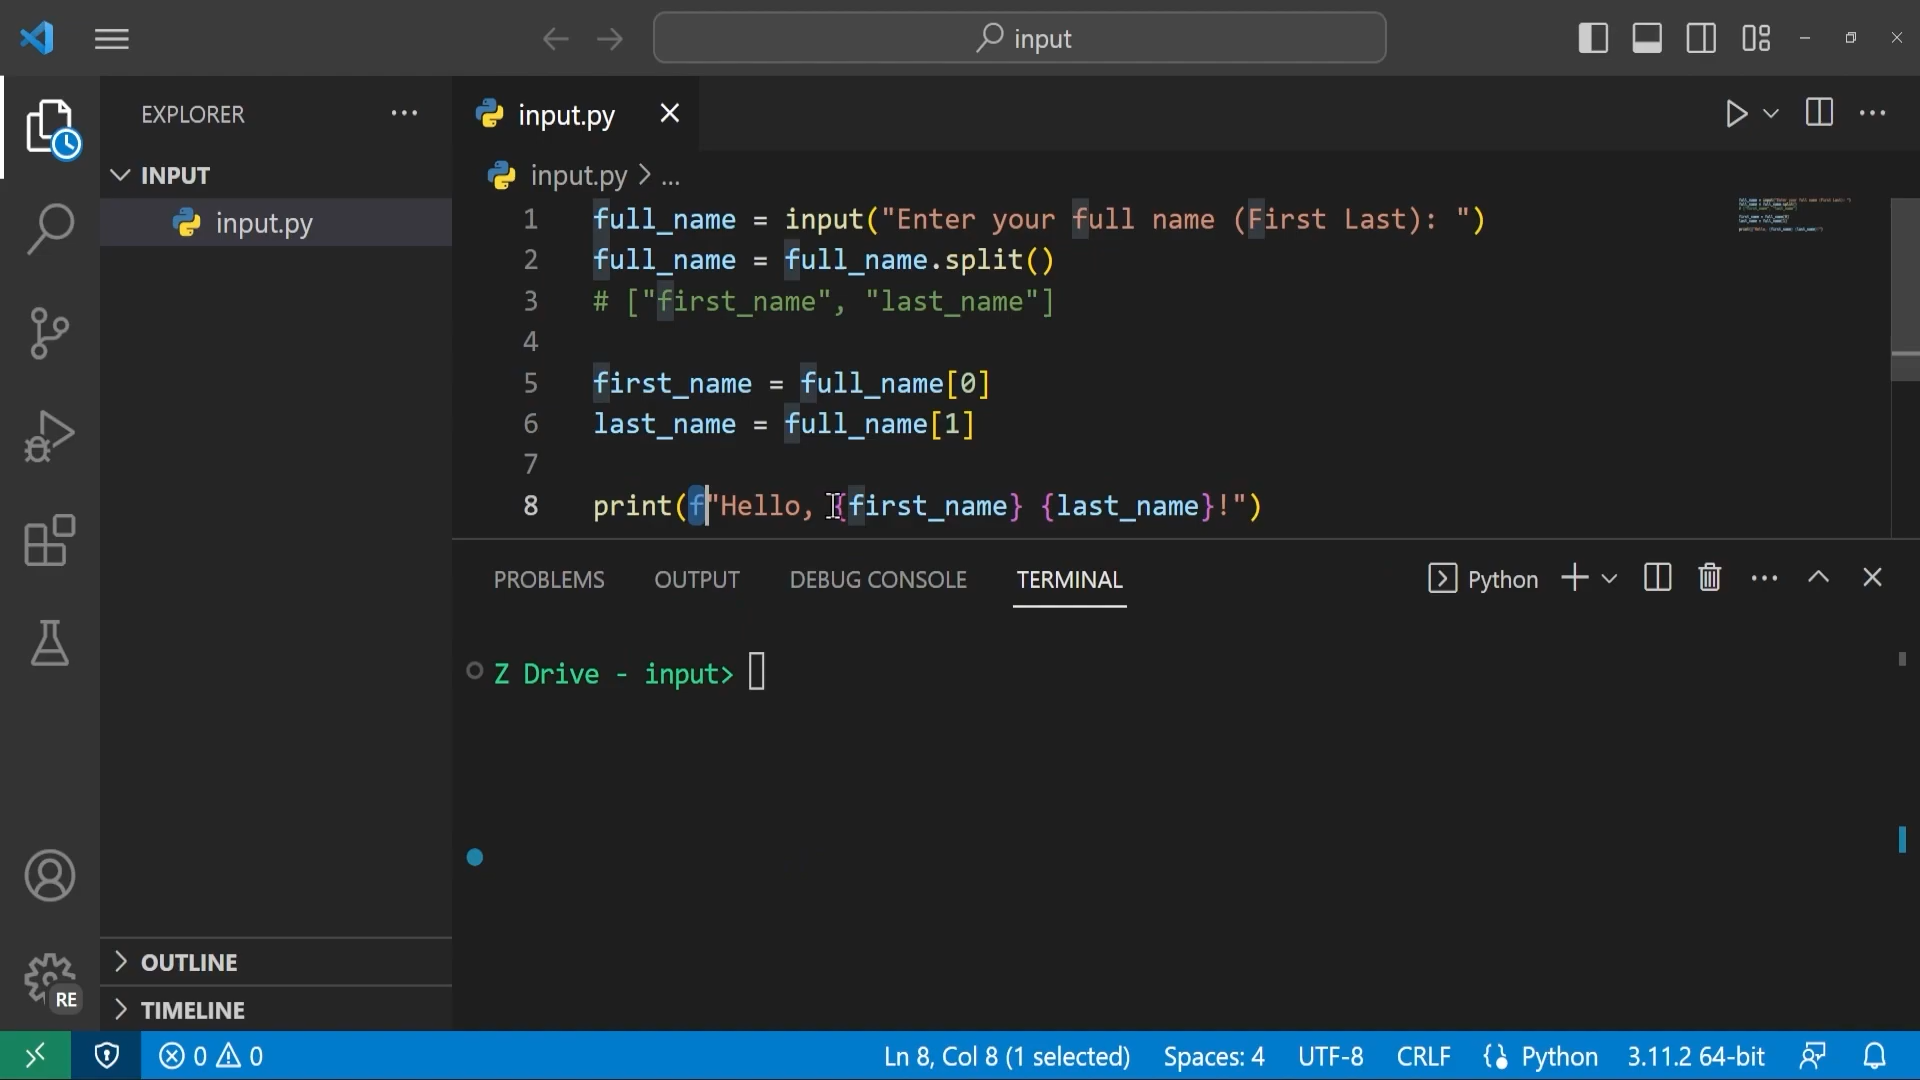 input
EXPLORER
INPUT
input.py
OUTLINE
TIMELINE
RE
input.py
input.py > ...
1 full_name = input("Enter your full name (First Last): ")
2 full_name = full_name.split()
3 # ["first_name", "last_name"]
4
5 first_name = full_name[0]
6 last_name = full_name[1]
7
8 print(f"Hello, {first_name} {last_name}!")
PROBLEMS OUTPUT DEBUG CONSOLE TERMINAL Python
Z Drive - input>
0 0 Ln 8, Col 8 (1 selected) Spaces: 4 UTF-8 CRLF Python 3.11.2 64-bit